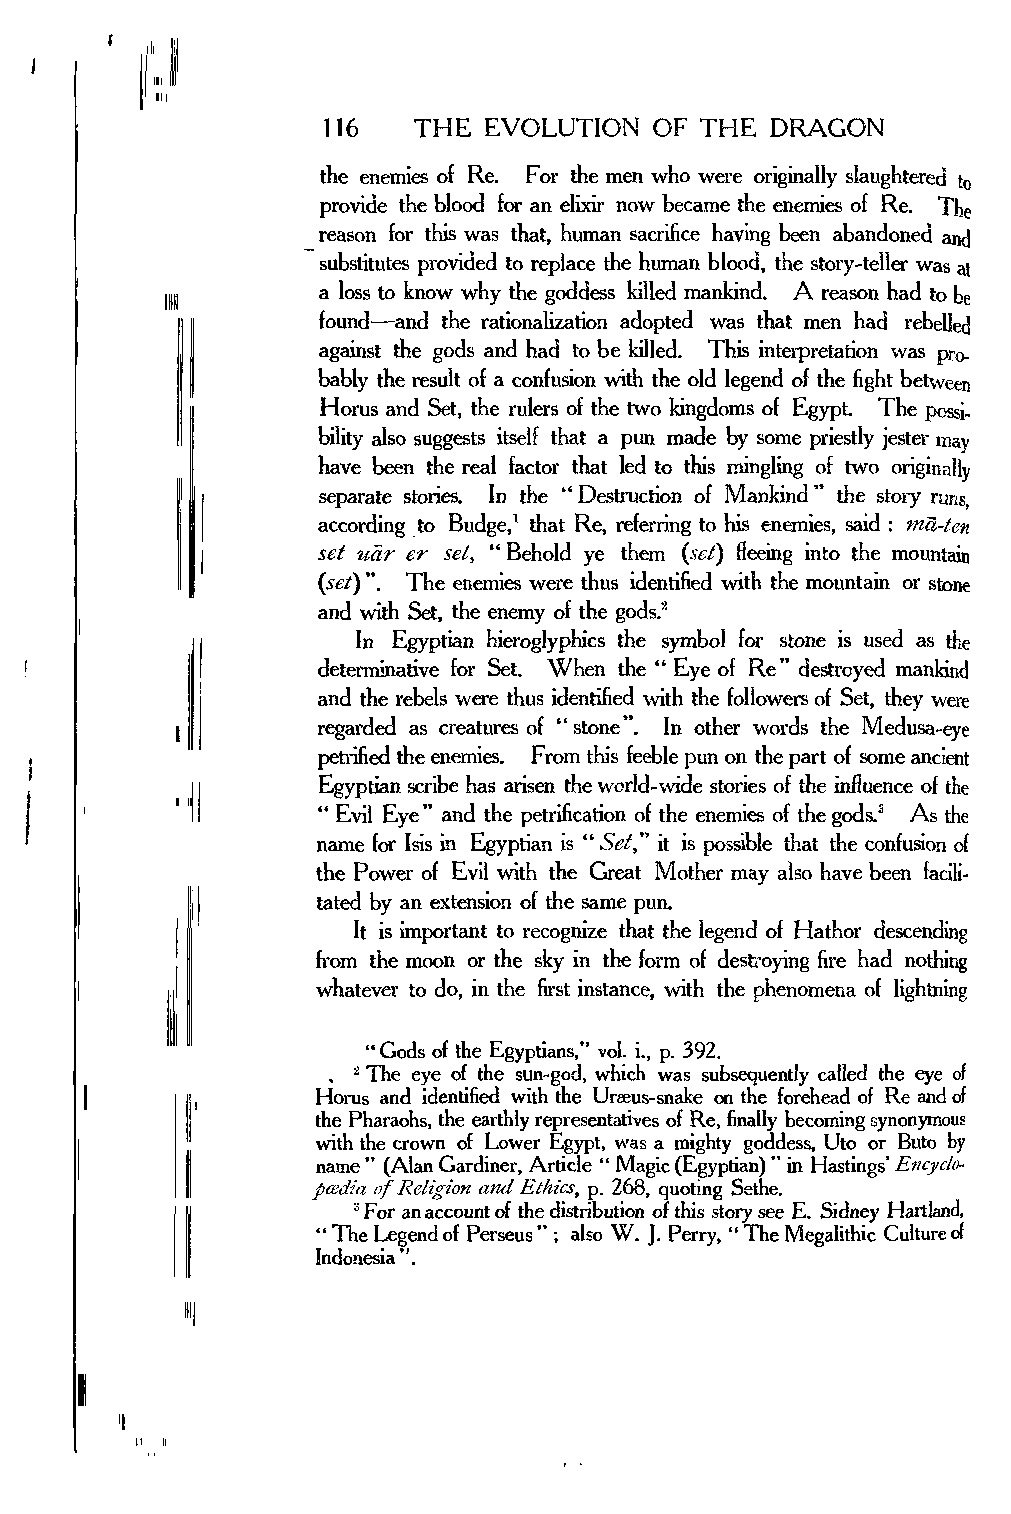 116 THE EVOLUTION OF THE DRAGON
the enemies of Re. For the men who were originally slaughtered to
provide the blood for an elixir now became the enemies of Re. The
reason for this was that, human sacrifice having been abandoned and
substitutes provided to replace the human blood, the story-teller was at
a loss to know why the goddess killed mankind. A reason had to be
found—and the rationalization adopted was that men had rebelled
against the gods and had to be killed. This interpretation was pro-
bably the result of a confusion with the old legend of the fight between
Horus and Set, the rulers of the two kingdoms of Egypt. The possi-
bility also suggests itself that a pun made by some priestly jester may
have been the real factor that led to this mingling of two originally
separate stories. In the “Destruction of Mankind” the story runs,
according to Budge,¹ that Re, referring to his enemies, said : mā-ten
set uār er set, “Behold ye them (set) fleeing into the mountain
(set)”. The enemies were thus identified with the mountain or stone
and with Set, the enemy of the gods.²
In Egyptian hieroglyphics the symbol for stone is used as the
determinative for Set. When the “Eye of Re” destroyed mankind
and the rebels were thus identified with the followers of Set, they were
regarded as creatures of “stone”. In other words the Medusa-eye
petrified the enemies. From this feeble pun on the part of some ancient
Egyptian scribe has arisen the world-wide stories of the influence of the
“Evil Eye” and the petrification of the enemies of the gods.³ As the
name for Isis in Egyptian is “Set,” it is possible that the confusion of
the Power of Evil with the Great Mother may also have been facili-
tated by an extension of the same pun.
It is important to recognize that the legend of Hathor descending
from the moon or the sky in the form of destroying fire had nothing
whatever to do, in the first instance, with the phenomena of lightning
“Gods of the Egyptians,” vol. i., p. 392.
² The eye of the sun-god, which was subsequently called the eye of
Horus and identified with the Uræus-snake on the forehead of Re and of
the Pharaohs, the earthly representatives of Re, finally becoming synonymous
with the crown of Lower Egypt, was a mighty goddess, Uto or Buto by
name” (Alan Gardiner, Article “Magic (Egyptian)” in Hastings’ Encyclo-
pædia of Religion and Ethics, p. 268, quoting Sethe.
³ For an account of the distribution of this story see E. Sidney Hartland,
“The Legend of Perseus” ; also W. J. Perry, “The Megalithic Culture of
Indonesia”.